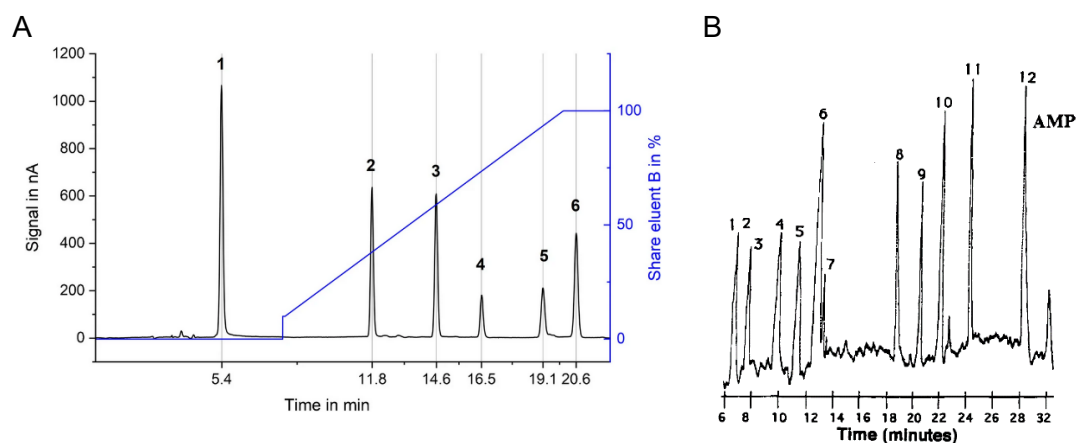 A
1200
1000
800
600
400
200
0
Signal in nA
1
2
3
4
5
6
100
50
0
Share eluent B in %
5.4 11.8 14.6 16.5 19.1 20.6
Time in min
B
1 2 3 4 5 6 7 8 9 10 11 12
AMP
6 8 10 12 14 16 18 20 22 24 26 28 30 32
Time (minutes)